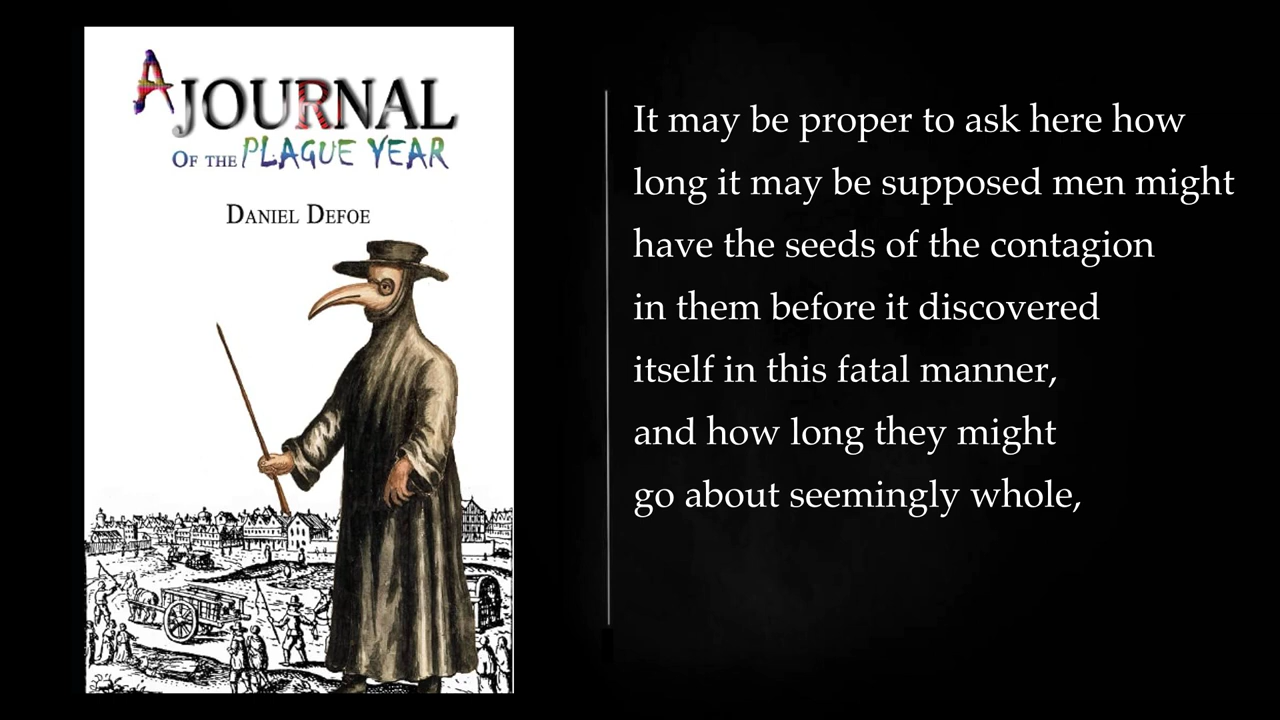 A JOURNAL
OF THE PLAGUE YEAR
DANIEL DEFOE
It may be proper to ask here how
long it may be supposed men might
have the seeds of the contagion
in them before it discovered
itself in this fatal manner,
and how long they might
go about seemingly whole,